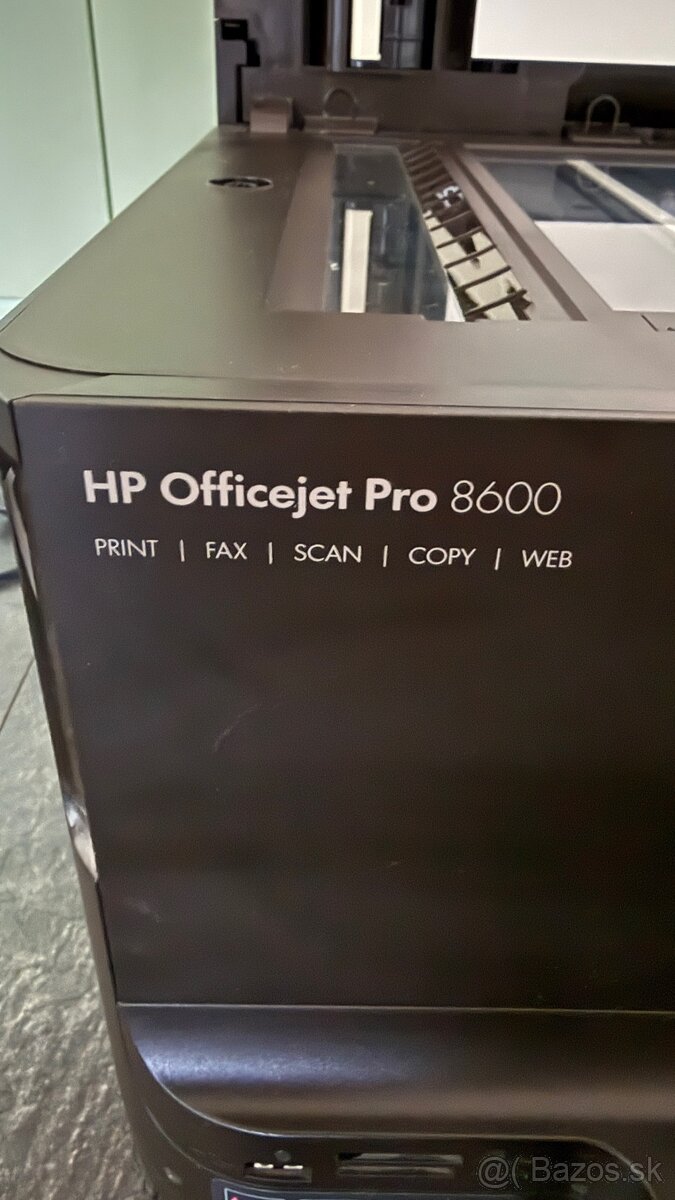 HP Officejet Pro 8600
PRINT | FAX | SCAN | COPY | WEB
@( Bazos.sk